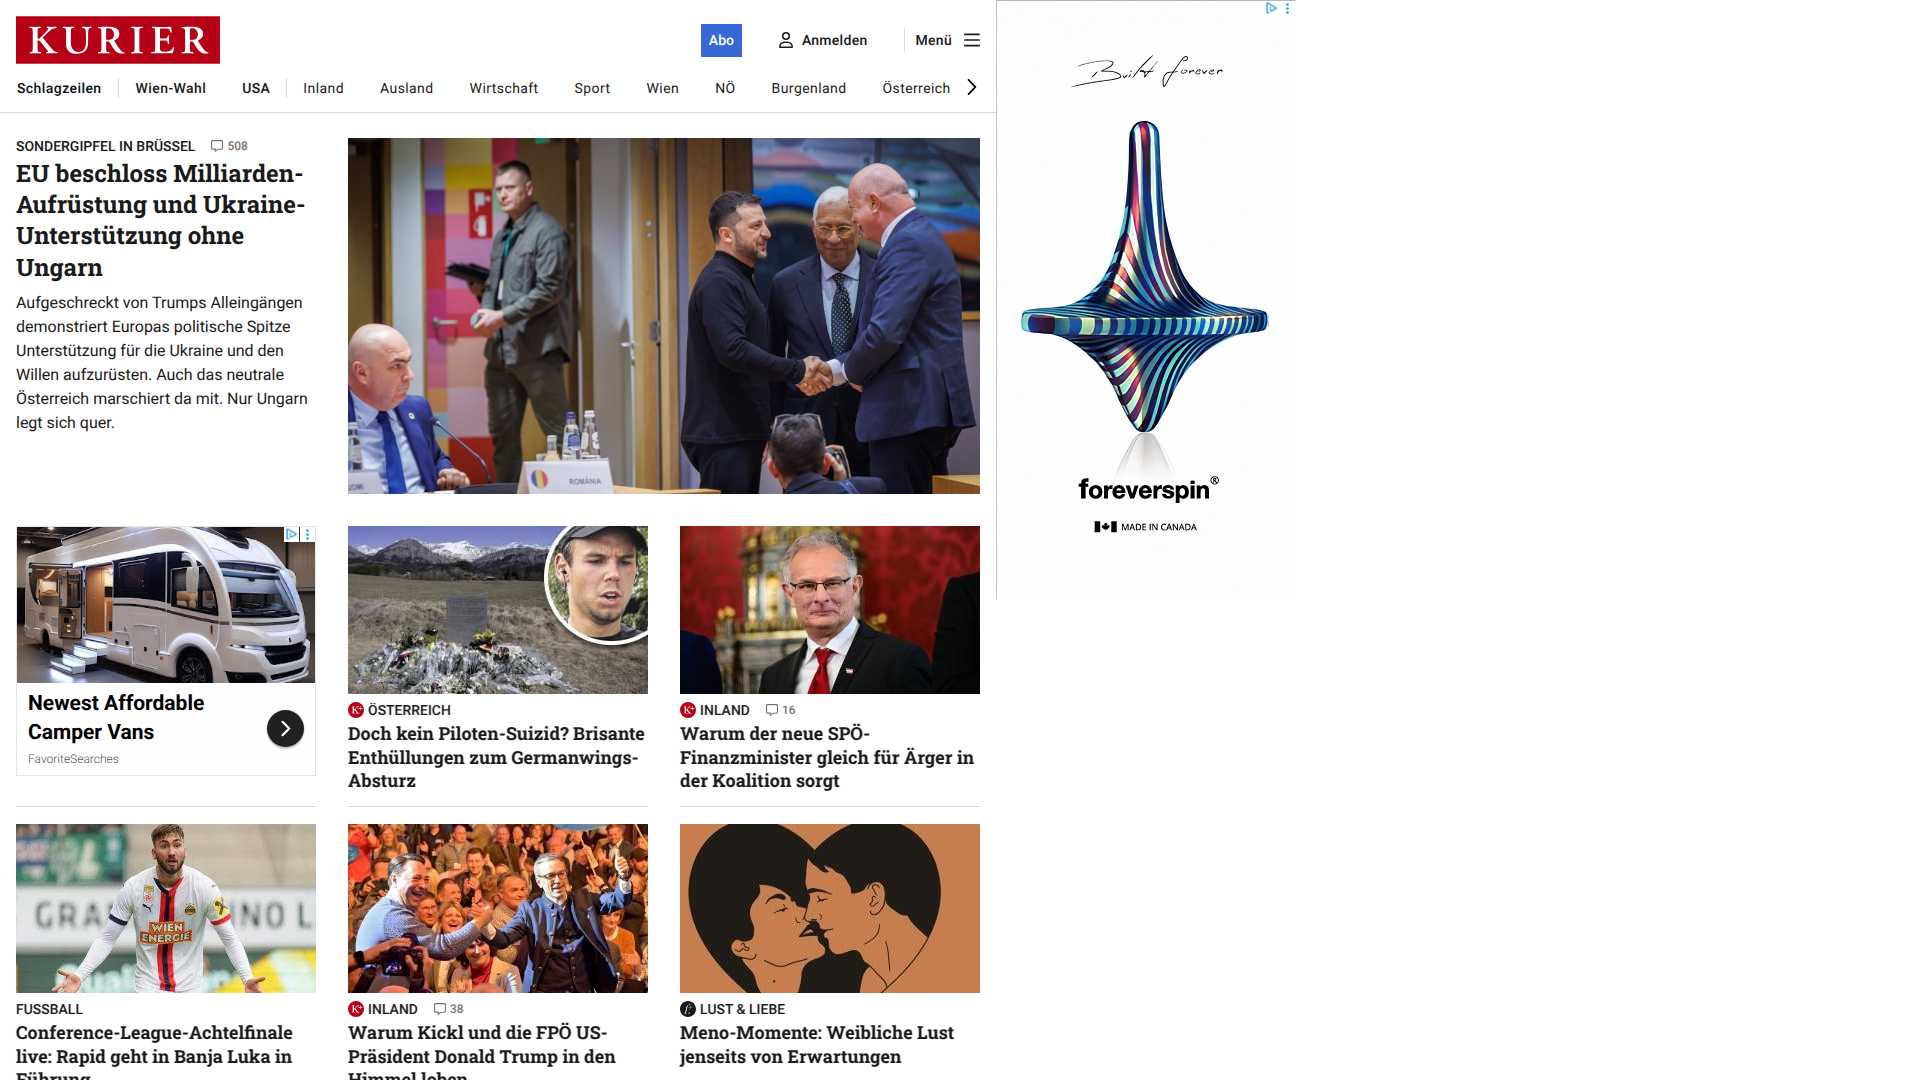 KURIER
Abo
Anmelden
Menü
Schlagzeilen
Wien-Wahl
USA
Inland
Ausland
Wirtschaft
Sport
Wien
NÖ
Burgenland
Österreich
SONDERGIPFEL IN BRÜSSEL 508
EU beschloss Milliarden-
Aufrüstung und Ukraine-
Unterstützung ohne
Ungarn
Aufgeschreckt von Trumps Alleingängen
demonstriert Europas politische Spitze
Unterstützung für die Ukraine und den
Willen aufzurüsten. Auch das neutrale
Österreich marschiert da mit. Nur Ungarn
legt sich quer.
ROMÂNIA
Built forever
foreverspin®
MADE IN CANADA
Newest Affordable
Camper Vans
FavoriteSearches
K+ ÖSTERREICH
Doch kein Piloten-Suizid? Brisante
Enthüllungen zum Germanwings-
Absturz
K+ INLAND 16
Warum der neue SPÖ-
Finanzminister gleich für Ärger in
der Koalition sorgt
WIEN
ENERGIE
FUSSBALL
Conference-League-Achtelfinale
live: Rapid geht in Banja Luka in
Führung
K+ INLAND 38
Warum Kickl und die FPÖ US-
Präsident Donald Trump in den
Himmel loben
LUST & LIEBE
Meno-Momente: Weibliche Lust
jenseits von Erwartungen